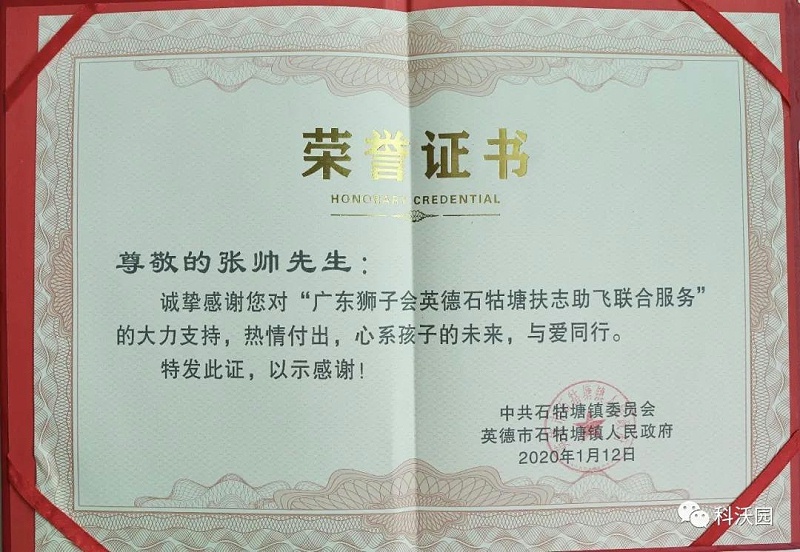 荣誉证书
HONORARY CREDENTIAL
尊敬的张帅先生：
诚挚感谢您对“广东狮子会英德石牯塘扶志助飞联合服务”
的大力支持，热情付出，心系孩子的未来，与爱同行。
特发此证，以示感谢！
中共石牯塘镇委员会
英德市石牯塘镇人民政府
2020年1月12日
科沃园